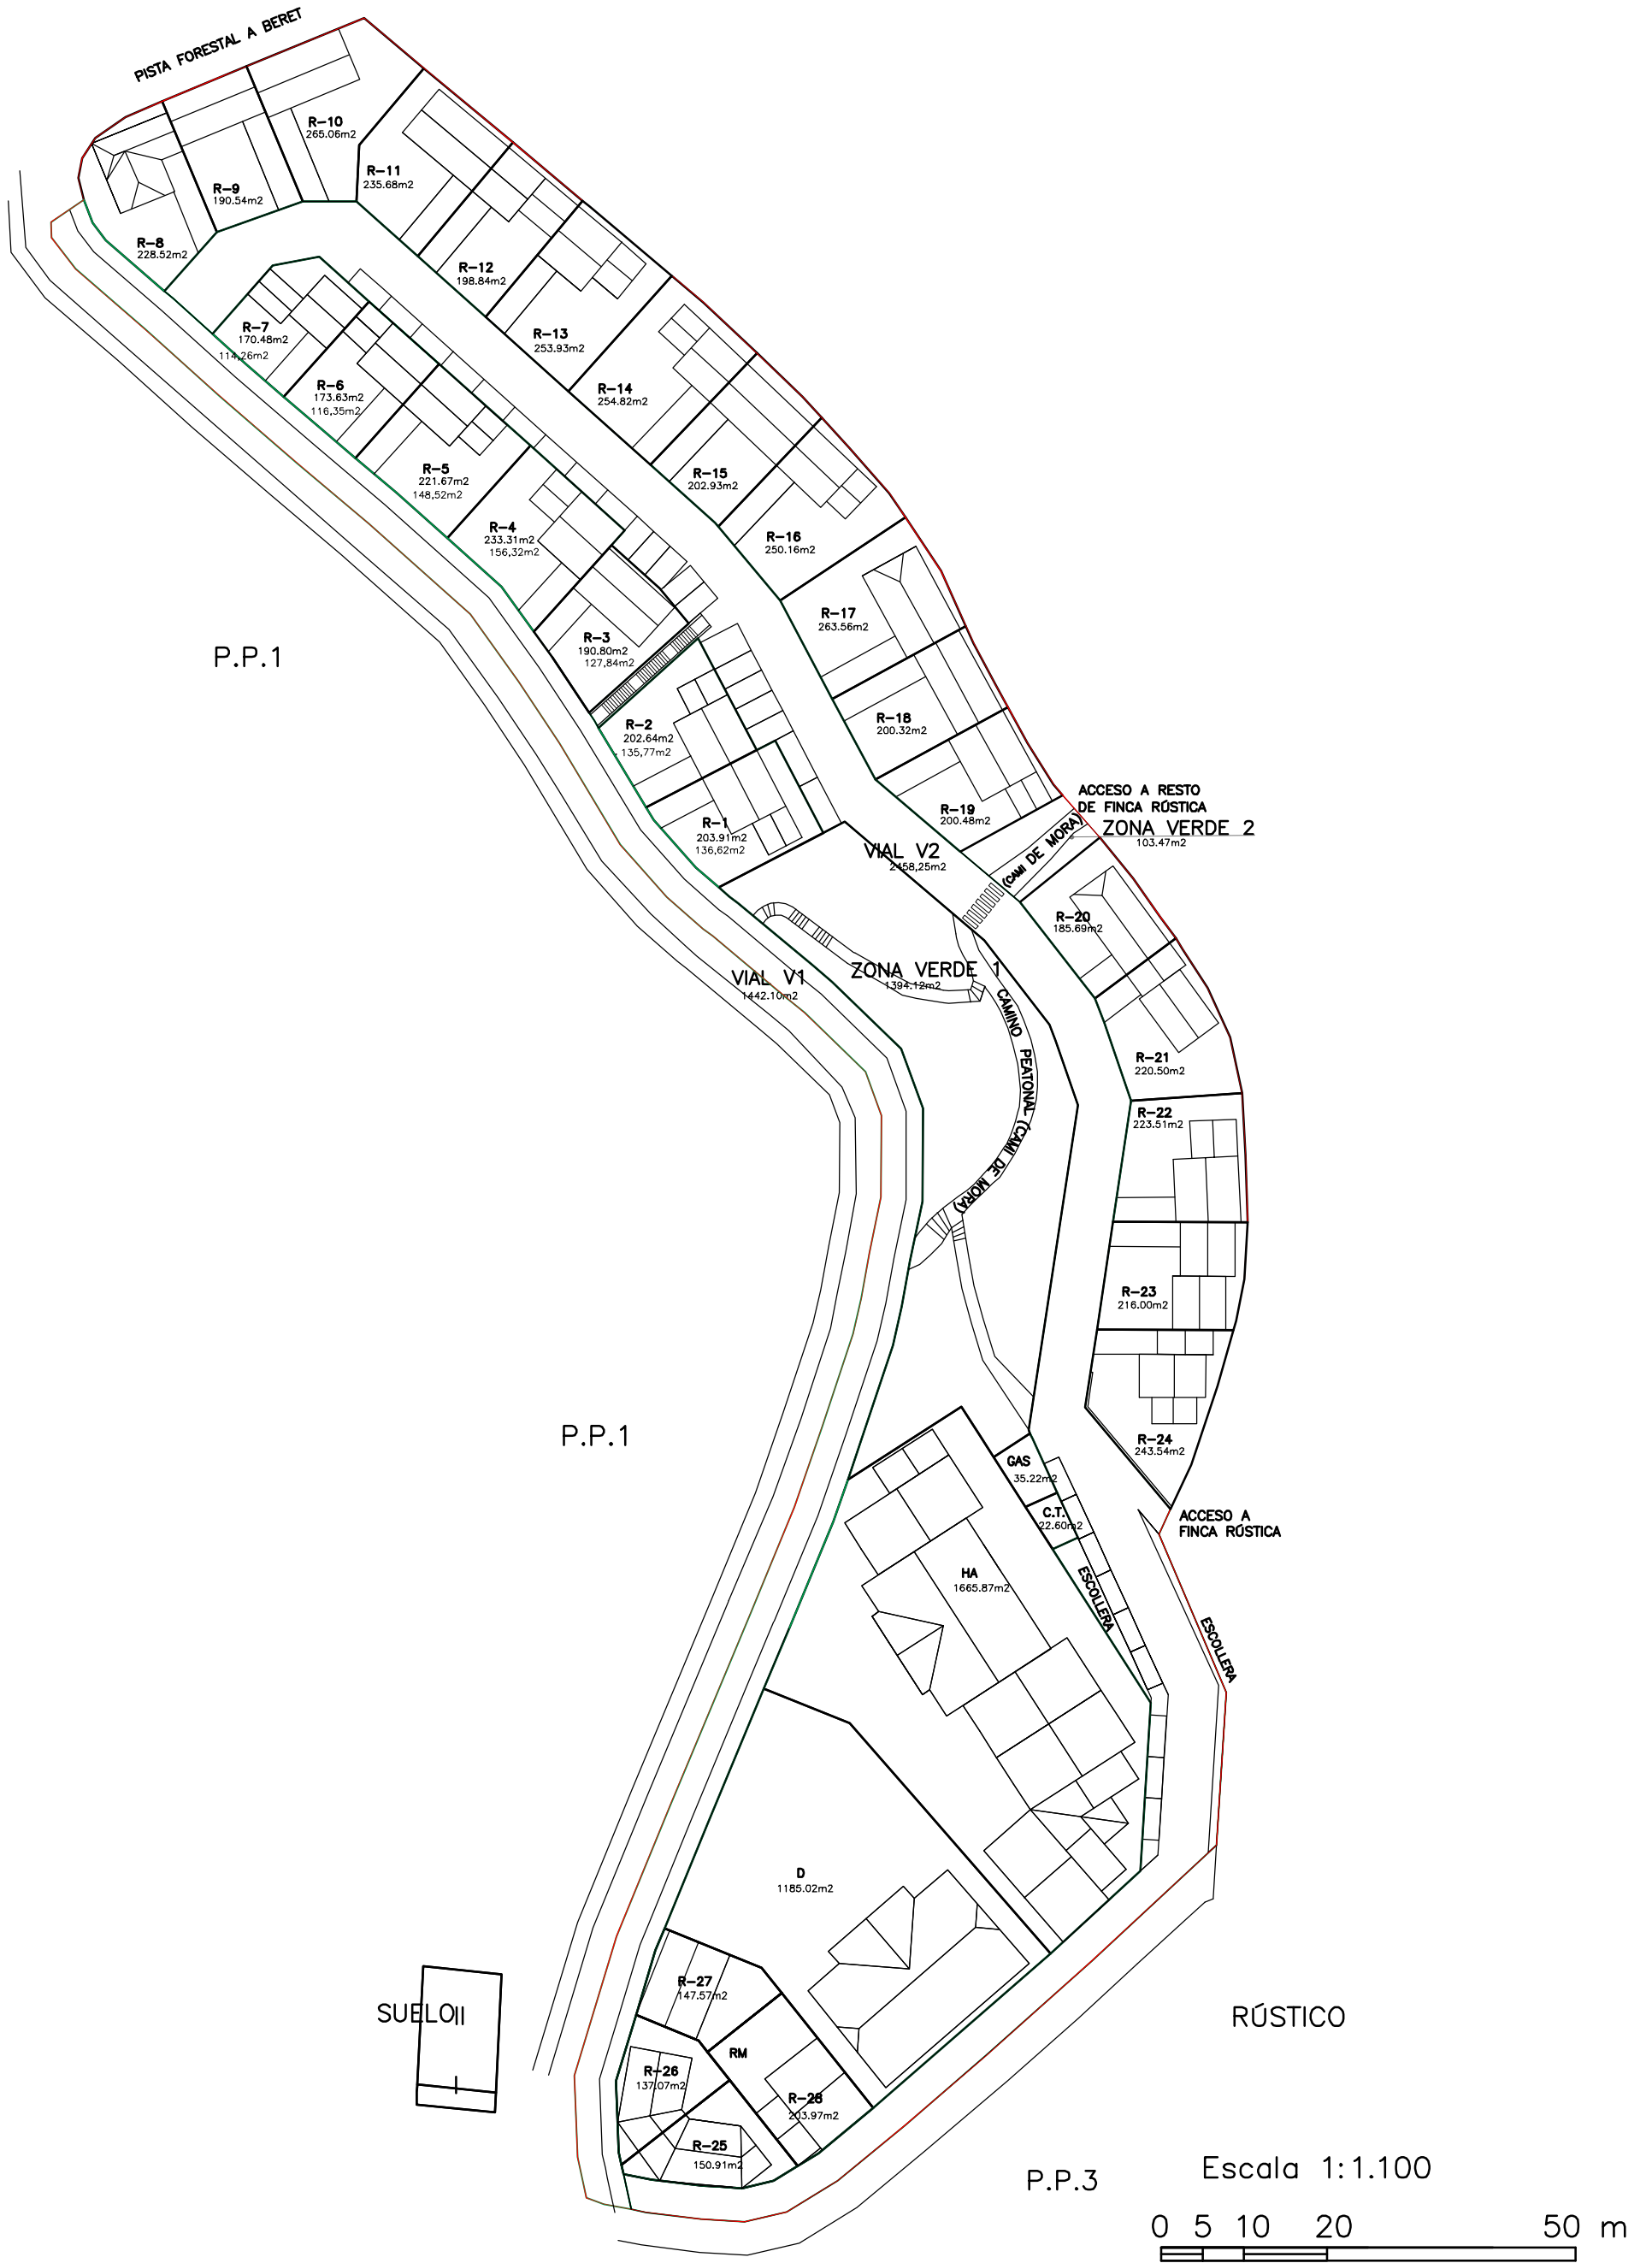 PISTA FORESTAL A BERET
R-10
265.06m2
R-11
235.68m2
R-9
190.54m2
R-8
228.52m2
R-12
198.84m2
R-7
170.48m2
114,26m2
R-13
253.93m2
R-6
173.63m2
116,35m2
R-14
254.82m2
R-5
221.67m2
148,52m2
R-15
202.93m2
R-4
233.31m2
156,32m2
R-16
250.16m2
R-3
190.80m2
127,84m2
R-17
263.56m2
P.P.1
R-2
202.64m2
135,77m2
R-18
200.32m2
ACCESO A RESTO
DE FINCA RÚSTICA
R-19
200.48m2
R-1
203.91m2
136,62m2
(CAMI DE MORA)
ZONA VERDE 2
103.47m2
VIAL V2
2458,25m2
R-20
185.69m2
VIAL V1
1442.10m2
ZONA VERDE 1
1394.12m2
CAMINO PEATONAL (CAMI DE MORA)
R-21
220.50m2
R-22
223.51m2
R-23
216.00m2
P.P.1
R-24
243.54m2
GAS
35.22m2
C.T.
22.60m2
ACCESO A
FINCA RÚSTICA
HA
1665.87m2
ESCOLLERA
ESCOLLERA
D
1185.02m2
R-27
147.57m2
SUELO
II
RÚSTICO
RM
R-26
137.07m2
R-28
203.97m2
R-25
150.91m2
P.P.3
Escala 1:1.100
0 5 10 20 50 m